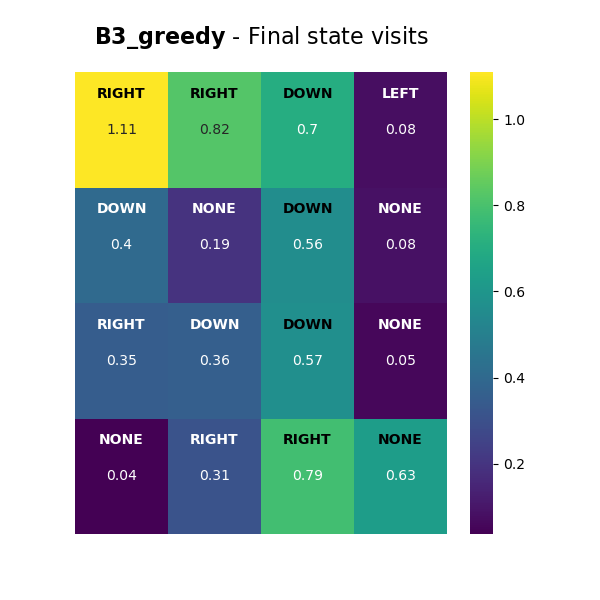 B3_greedy - Final state visits
RIGHT RIGHT DOWN LEFT
1.11 0.82 0.7 0.08
DOWN NONE DOWN NONE
0.4 0.19 0.56 0.08
RIGHT DOWN DOWN NONE
0.35 0.36 0.57 0.05
NONE RIGHT RIGHT NONE
0.04 0.31 0.79 0.63
1.0
0.8
0.6
0.4
0.2